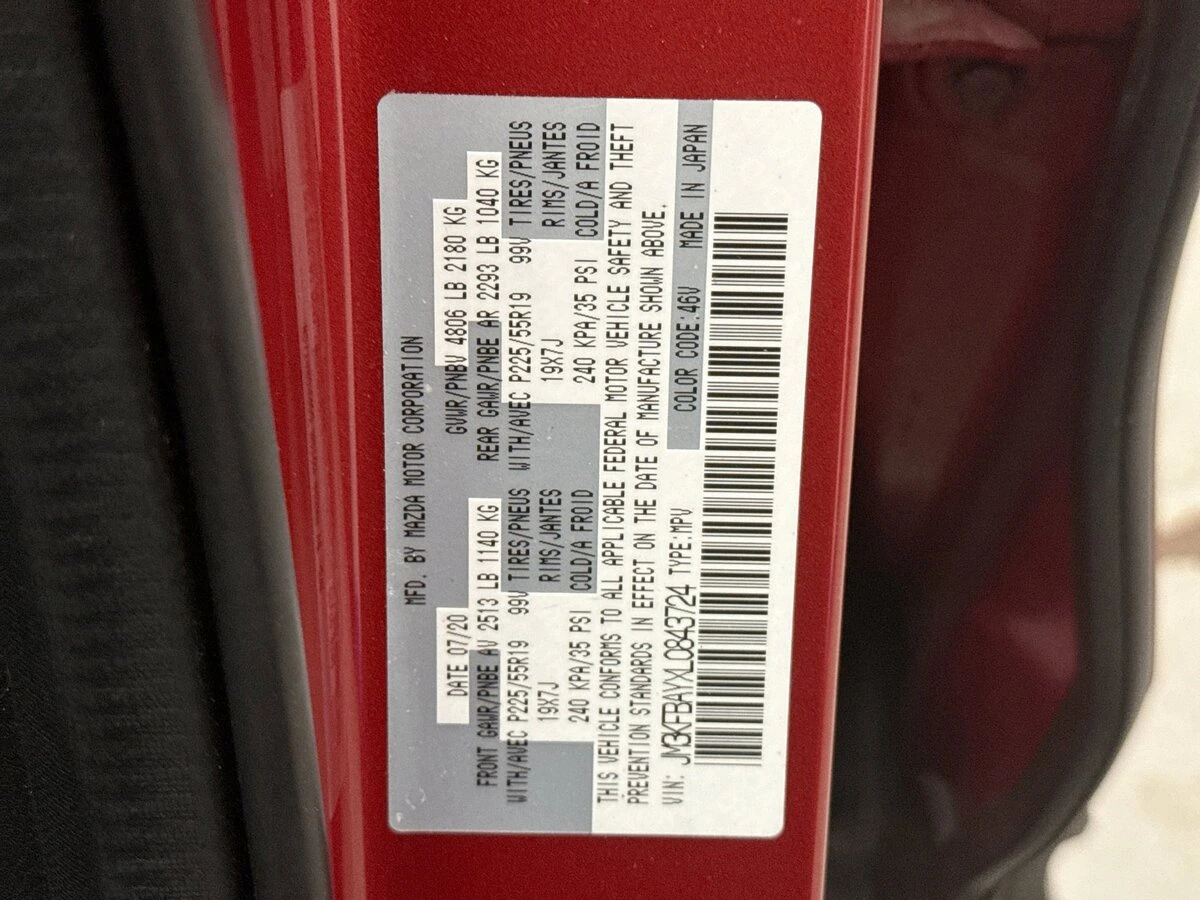 MFD. BY MAZDA MOTOR CORPORATION
DATE 07/20 GVWR/PNBV 4806 LB 2180 KG
FRONT GAWR/PNBE AV 2513 LB 1140 KG REAR GAWR/PNBE AR 2293 LB 1040 KG
WITH/AVEC P225/55R19 99V TIRES/PNEUS WITH/AVEC P225/55R19 99V TIRES/PNEUS
19X7J RIMS/JANTES 19X7J RIMS/JANTES
240 KPA/35 PSI COLD/A FROID 240 KPA/35 PSI COLD/A FROID
THIS VEHICLE CONFORMS TO ALL APPLICABLE FEDERAL MOTOR VEHICLE SAFETY AND THEFT
PREVENTION STANDARDS IN EFFECT ON THE DATE OF MANUFACTURE SHOWN ABOVE.
VIN: JM3KFBAYXL0843724 TYPE:MPV COLOR CODE:46V MADE IN JAPAN